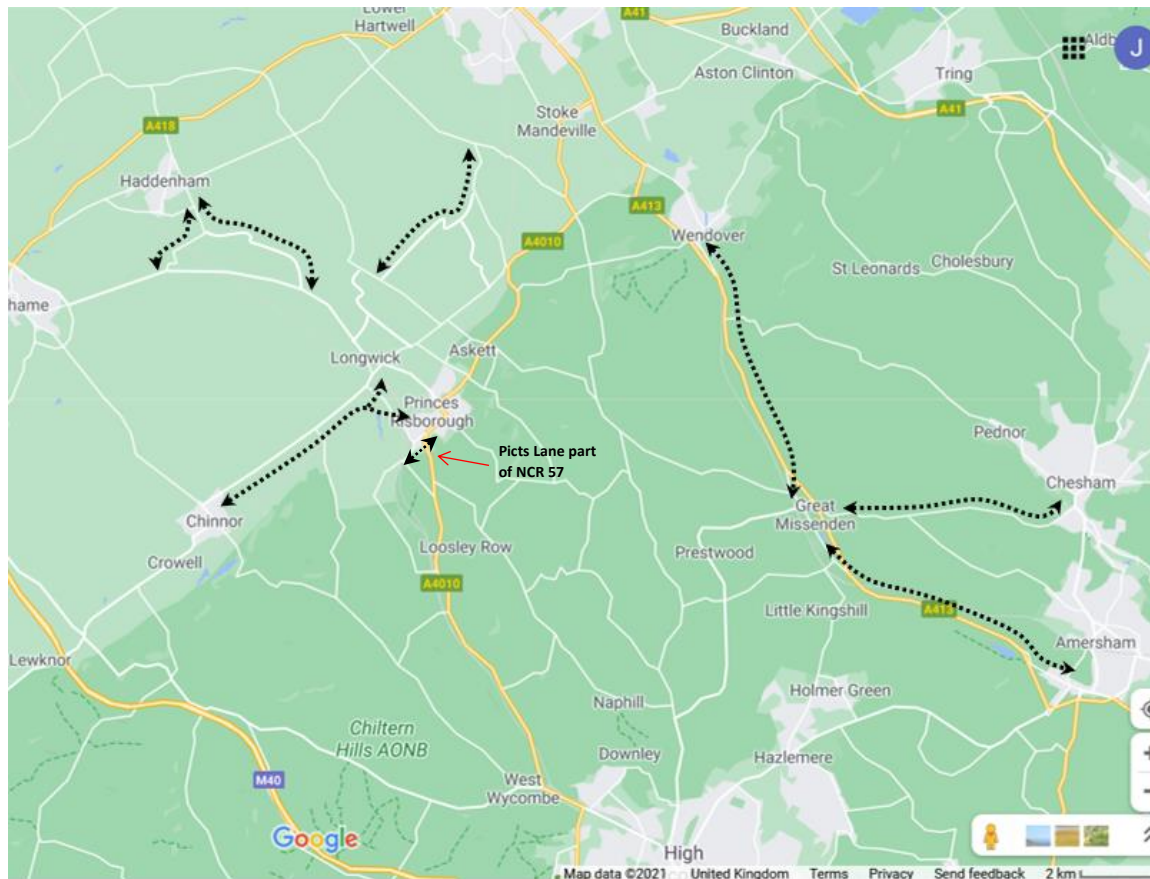 Lower
Hartwell
A41
Buckland
Aldb
J
Aston Clinton
Tring
Stoke
Mandeville
A41
A418
Haddenham
A413
Wendover
A4010
St Leonards
Cholesbury
hame
Longwick
Askett
Princes
Risborough
Picts Lane part
of NCR 57
Pednor
Chesham
Great
Missenden
Chinnor
Crowell
Loosley Row
Prestwood
A4010
Little Kingshill
A413
Amersham
Lewknor
Holmer Green
Naphill
Chiltern
Hills AONB
Downley
Hazlemere
M40
West
Wycombe
Google
High
Map data ©2021 United Kingdom Terms Privacy Send feedback 2 km